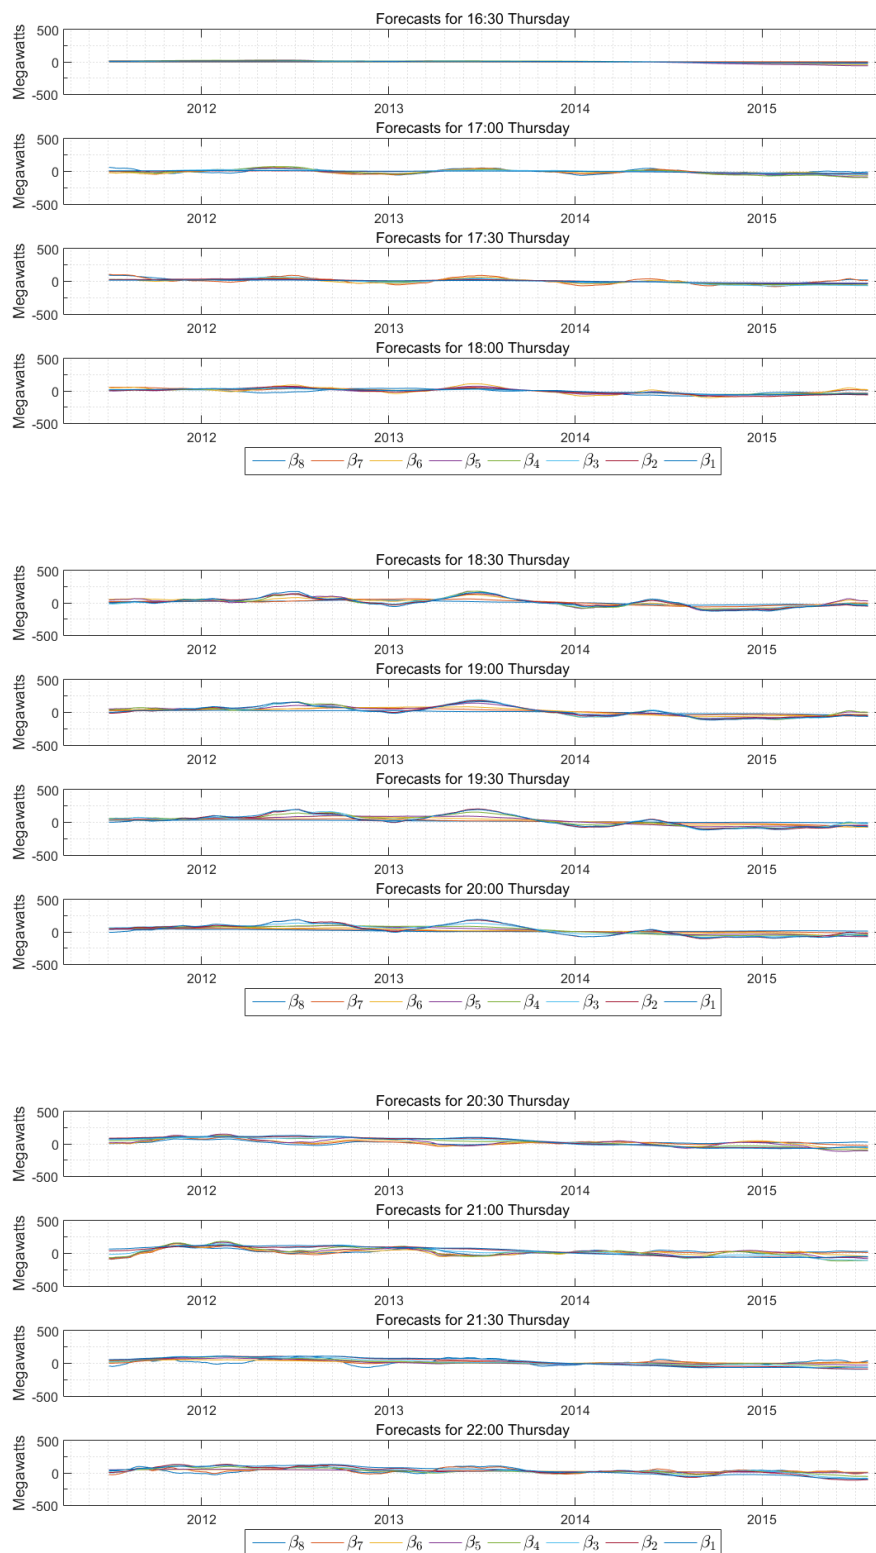 Forecasts for 16:30 Thursday
500
0
-500
Megawatts
2012 2013 2014 2015
Forecasts for 17:00 Thursday
500
0
-500
Megawatts
2012 2013 2014 2015
Forecasts for 17:30 Thursday
500
0
-500
Megawatts
2012 2013 2014 2015
Forecasts for 18:00 Thursday
500
0
-500
Megawatts
2012 2013 2014 2015
β8 β7 β6 β5 β4 β3 β2 β1
Forecasts for 18:30 Thursday
500
0
-500
Megawatts
2012 2013 2014 2015
Forecasts for 19:00 Thursday
500
0
-500
Megawatts
2012 2013 2014 2015
Forecasts for 19:30 Thursday
500
0
-500
Megawatts
2012 2013 2014 2015
Forecasts for 20:00 Thursday
500
0
-500
Megawatts
2012 2013 2014 2015
β8 β7 β6 β5 β4 β3 β2 β1
Forecasts for 20:30 Thursday
500
0
-500
Megawatts
2012 2013 2014 2015
Forecasts for 21:00 Thursday
500
0
-500
Megawatts
2012 2013 2014 2015
Forecasts for 21:30 Thursday
500
0
-500
Megawatts
2012 2013 2014 2015
Forecasts for 22:00 Thursday
500
0
-500
Megawatts
2012 2013 2014 2015
β8 β7 β6 β5 β4 β3 β2 β1